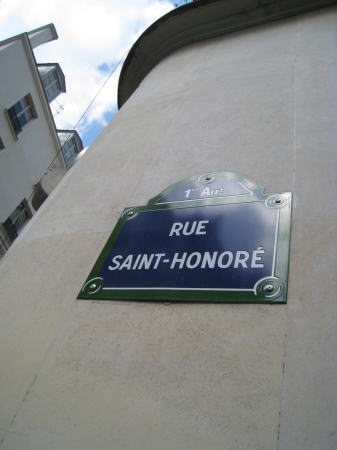 1er Arrt
RUE
SAINT-HONORÉ